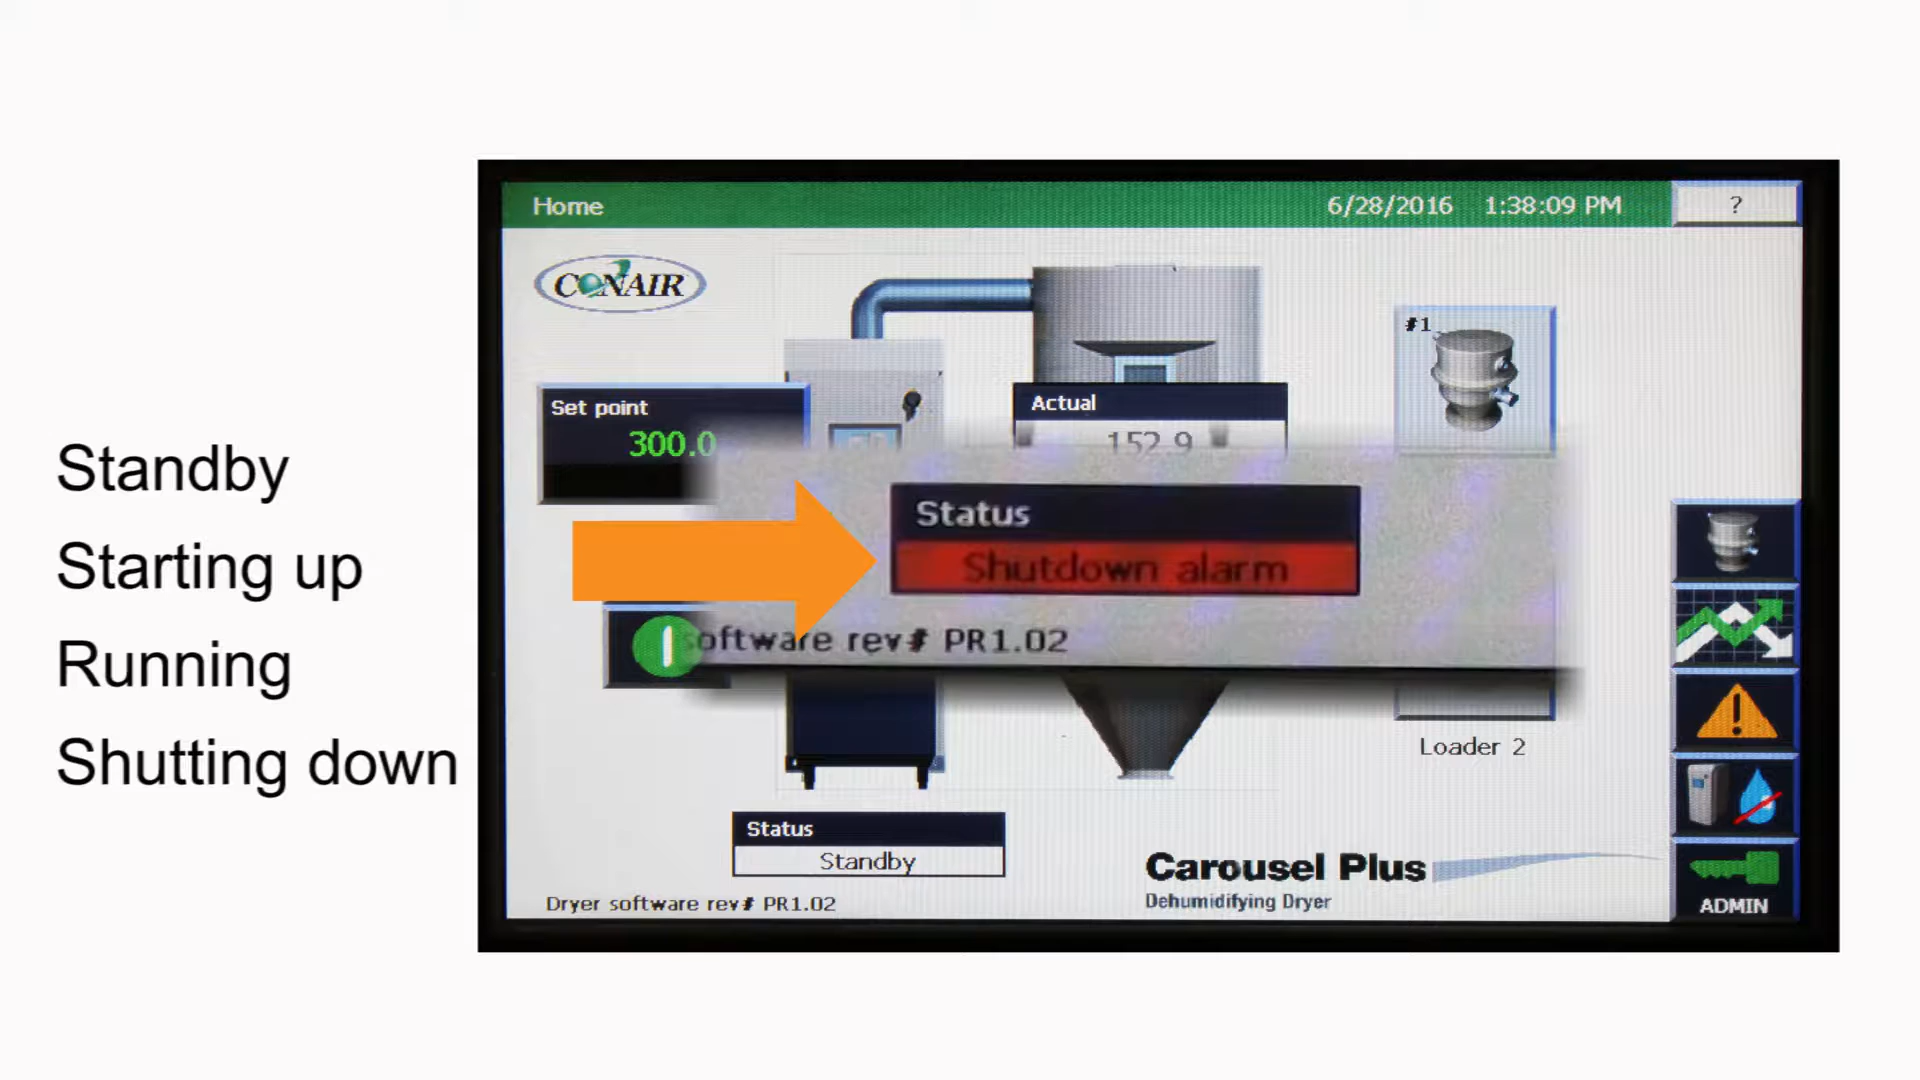 Standby
Starting up
Running
Shutting down
Home
6/28/2016 1:38:09 PM
?
CONAIR
#1
Set point
300.0
Actual
152.9
Status
Shutdown alarm
software rev# PR1.02
Loader 2
Status
Standby
Carousel Plus
Dehumidifying Dryer
Dryer software rev# PR1.02
ADMIN